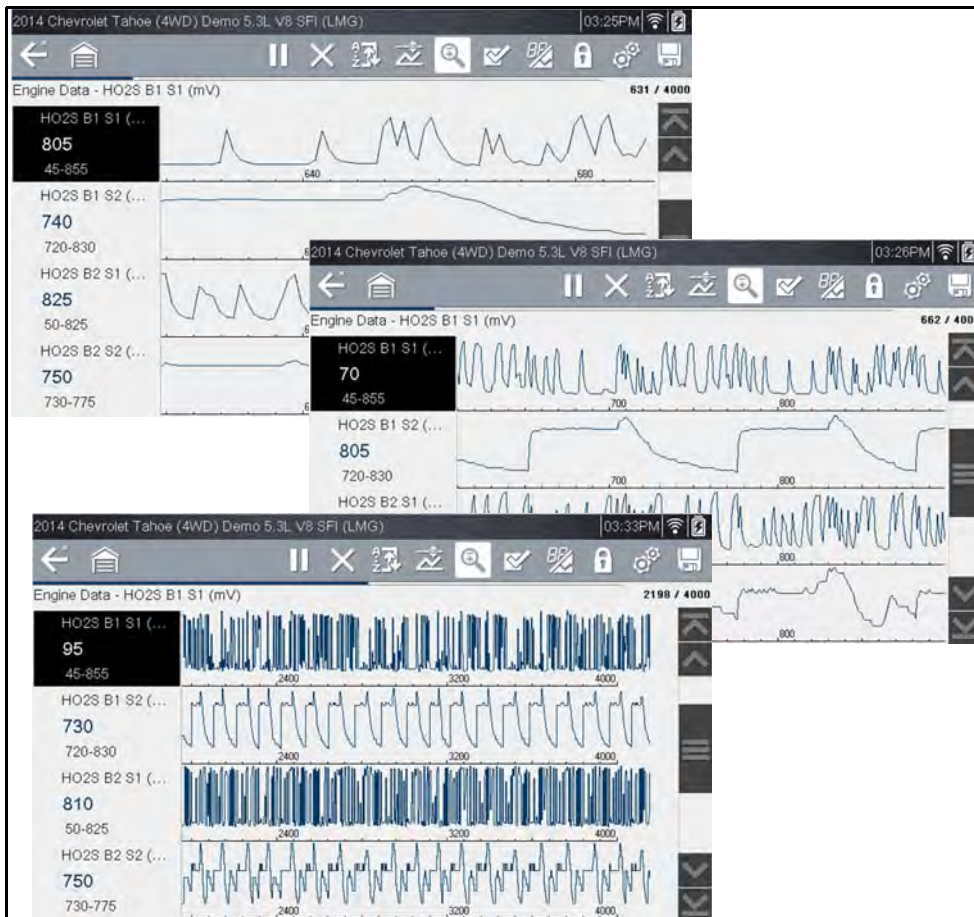 2014 Chevrolet Tahoe (4WD) Demo 5.3L V8 SFI (LMG) 03:25PM
Engine Data - HO2S B1 S1 (mV) 631 / 4000
HO2S B1 S1 (...
805
45-855
640 680
HO2S B1 S2 (...
740
720-830
HO2S B2 S1 (...
825
50-825
HO2S B2 S2 (...
750
730-775
2014 Chevrolet Tahoe (4WD) Demo 5.3L V8 SFI (LMG) 03:26PM
Engine Data - HO2S B1 S1 (mV) 662 / 400
HO2S B1 S1 (...
70
45-855
700 800
HO2S B1 S2 (...
805
720-830
700 800
HO2S B2 S1 (...
800
800
2014 Chevrolet Tahoe (4WD) Demo 5.3L V8 SFI (LMG) 03:33PM
Engine Data - HO2S B1 S1 (mV) 2198 / 4000
HO2S B1 S1 (...
95
45-855
2400 3200 4000
HO2S B1 S2 (...
730
720-830
2400 3200 4000
HO2S B2 S1 (...
810
50-825
2400 3200 4000
HO2S B2 S2 (...
750
730-775
2400 3200 4000